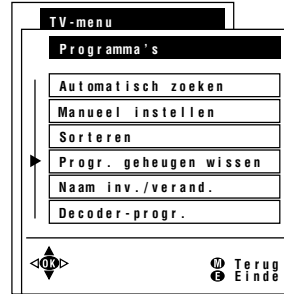 TV-menu
Programma's
Automatisch zoeken
Manueel instellen
Sorteren
Progr. geheugen wissen
Naam inv./verand.
Decoder-progr.
OK
M Terug
E Einde